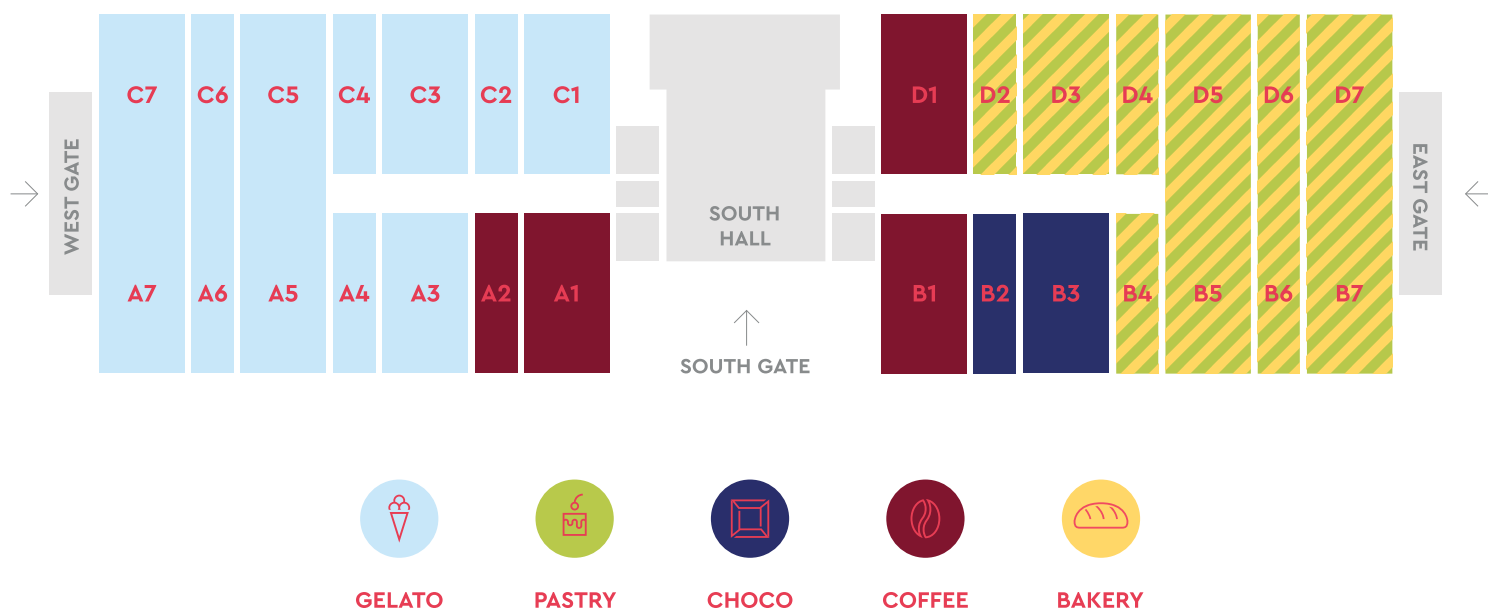 C7 C6 C5 C4 C3 C2 C1 D1 D2 D3 D4 D5 D6 D7
WEST GATE
EAST GATE
SOUTH
HALL
A7 A6 A5 A4 A3 A2 A1 B1 B2 B3 B4 B5 B6 B7
SOUTH GATE
GELATO PASTRY CHOCO COFFEE BAKERY